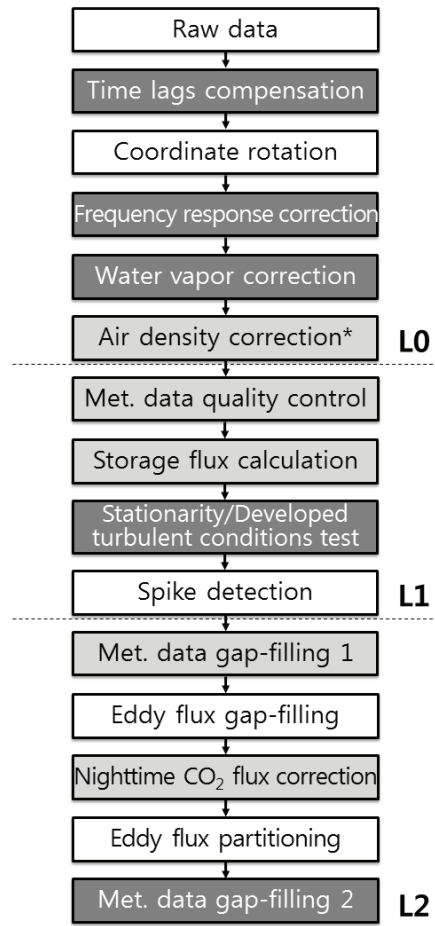 Raw data
Time lags compensation
Coordinate rotation
Frequency response correction
Water vapor correction
Air density correction*
L0
Met. data quality control
Storage flux calculation
Stationarity/Developed
turbulent conditions test
Spike detection
L1
Met. data gap-filling 1
Eddy flux gap-filling
Nighttime CO₂ flux correction
Eddy flux partitioning
Met. data gap-filling 2
L2